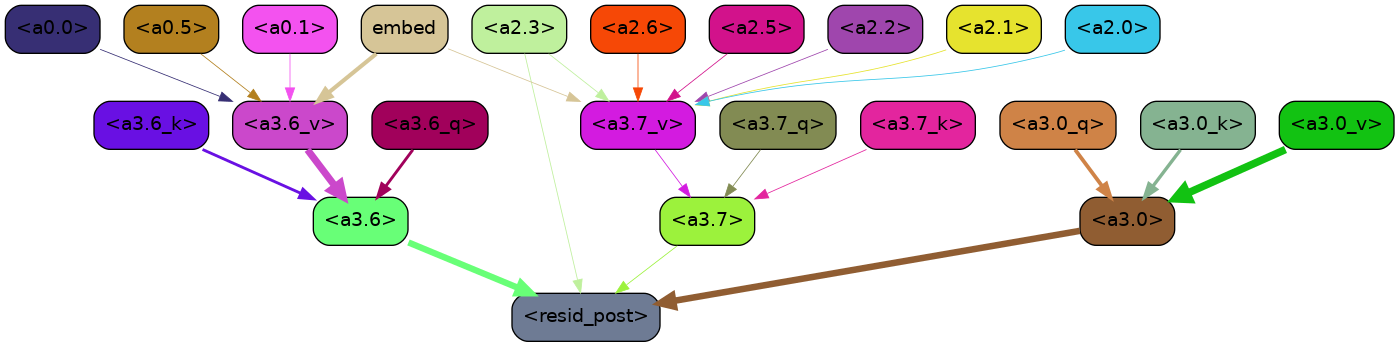 <a0.0> <a0.5> <a0.1> embed <a2.3> <a2.6> <a2.5> <a2.2> <a2.1> <a2.0>
<a3.6_k> <a3.6_v> <a3.6_q> <a3.7_v> <a3.7_q> <a3.7_k> <a3.0_q> <a3.0_k> <a3.0_v>
<a3.6> <a3.7> <a3.0>
<resid_post>